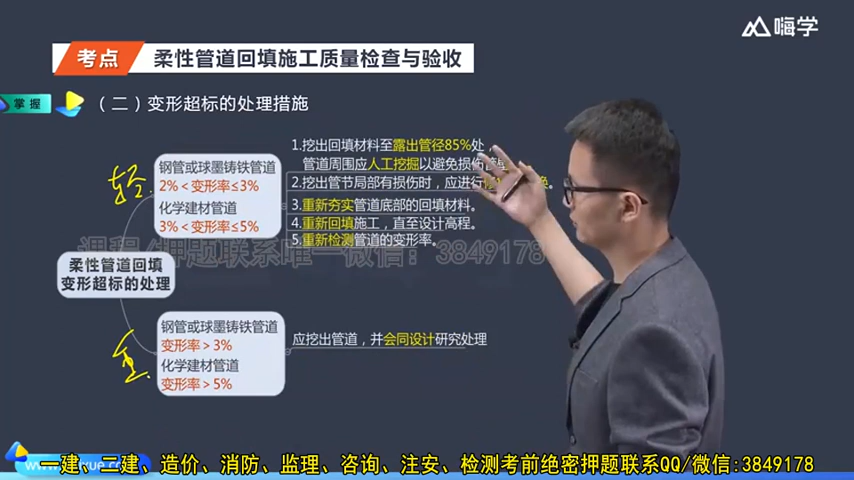 嗨学
考点 柔性管道回填施工质量检查与验收
掌握
（二）变形超标的处理措施
轻
钢管或球墨铸铁管道
2%＜变形率≤3%
化学建材管道
3%＜变形率≤5%
1.挖出回填材料至露出管径85%处，
管道周围应人工挖掘以避免损伤管
2.挖出管节局部有损伤时，应进行
3.重新夯实管道底部的回填材料。
4.重新回填施工，直至设计高程。
5.重新检测管道的变形率。
课程/押题联系唯一微信：3849178
柔性管道回填
变形超标的处理
重
钢管或球墨铸铁管道
变形率＞3%
化学建材管道
变形率＞5%
应挖出管道，并会同设计研究处理
一建、二建、造价、消防、监理、咨询、注安、检测考前绝密押题联系QQ/微信:3849178